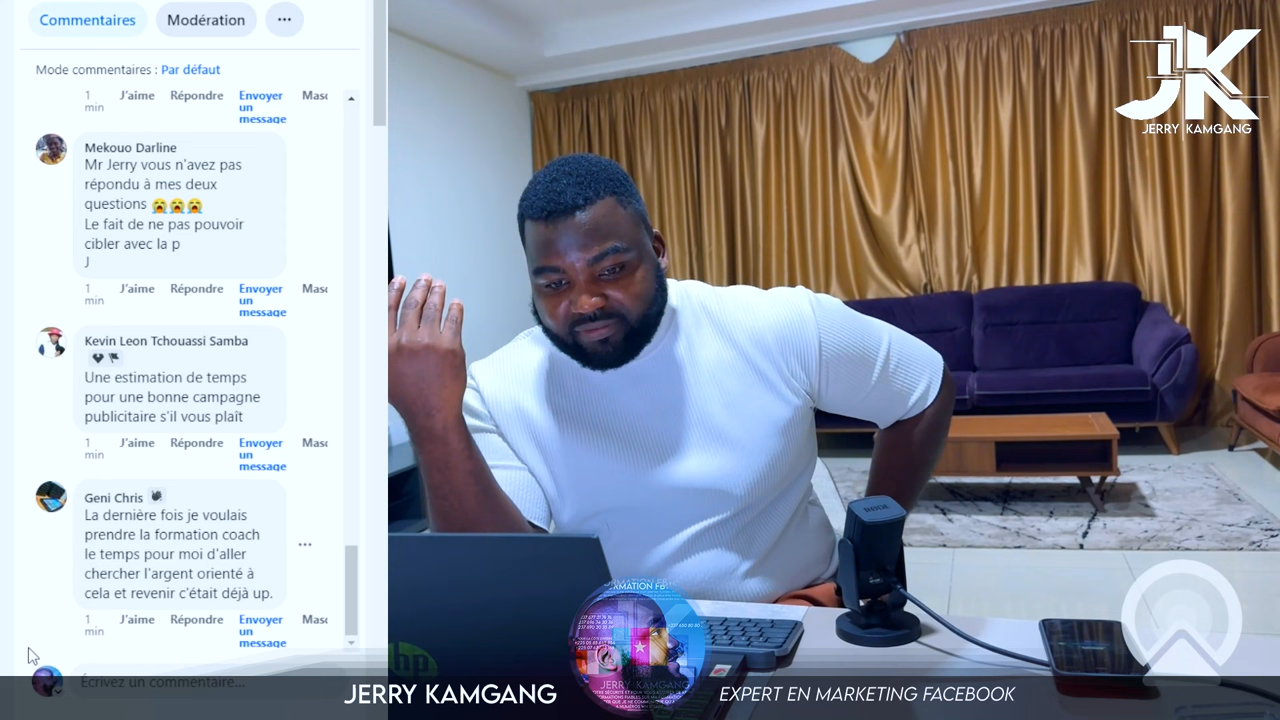 Commentaires
Modération
Mode commentaires : Par défaut
1 min
J'aime
Répondre
Envoyer un message
Mekouo Darline
Mr Jerry vous n'avez pas
répondu à mes deux
questions 😭😭😭
Le fait de ne pas pouvoir
cibler avec la p
J
1 min
J'aime
Répondre
Envoyer un message
Kevin Leon Tchouassi Samba
Une estimation de temps
pour une bonne campagne
publicitaire s'il vous plaît
1 min
J'aime
Répondre
Envoyer un message
Geni Chris
La dernière fois je voulais
prendre la formation coach
le temps pour moi d'aller
chercher l'argent orienté à
cela et revenir c'était déjà up.
1 min
J'aime
Répondre
Envoyer un message
Écrivez un commentaire...
JK
JERRY KAMGANG
RØDE
hp
JERRY KAMGANG
EXPERT EN MARKETING FACEBOOK